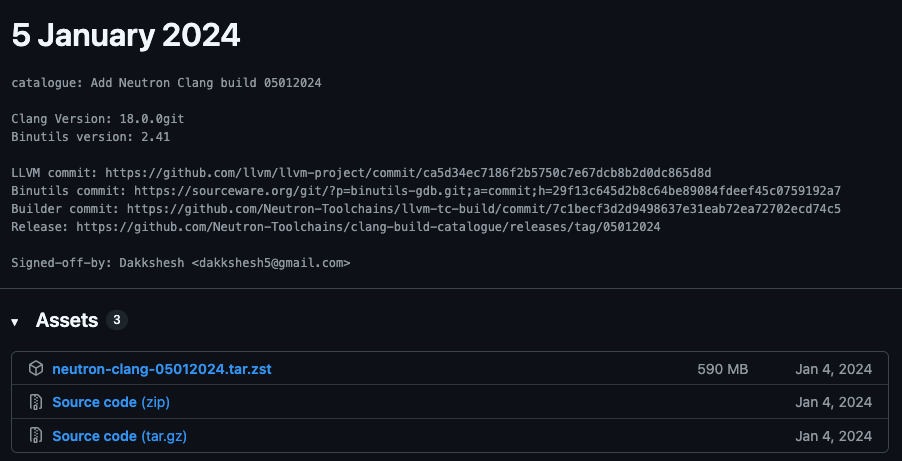 5 January 2024
catalogue: Add Neutron Clang build 05012024
Clang Version: 18.0.0git
Binutils version: 2.41
LLVM commit: https://github.com/llvm/llvm-project/commit/ca5d34ec7186f2b5750c7e67dcb8b2d0dc865d8d
Binutils commit: https://sourceware.org/git/?p=binutils-gdb.git;a=commit;h=29f13c645d2b8c64be89084fdeef45c0759192a7
Builder commit: https://github.com/Neutron-Toolchains/llvm-tc-build/commit/7c1becf3d2d9498637e31eab72ea72702ecd74c5
Release: https://github.com/Neutron-Toolchains/clang-build-catalogue/releases/tag/05012024
Signed-off-by: Dakkshesh <dakkshesh5@gmail.com>
▼ Assets 3
neutron-clang-05012024.tar.zst 590 MB Jan 4, 2024
Source code (zip) Jan 4, 2024
Source code (tar.gz) Jan 4, 2024